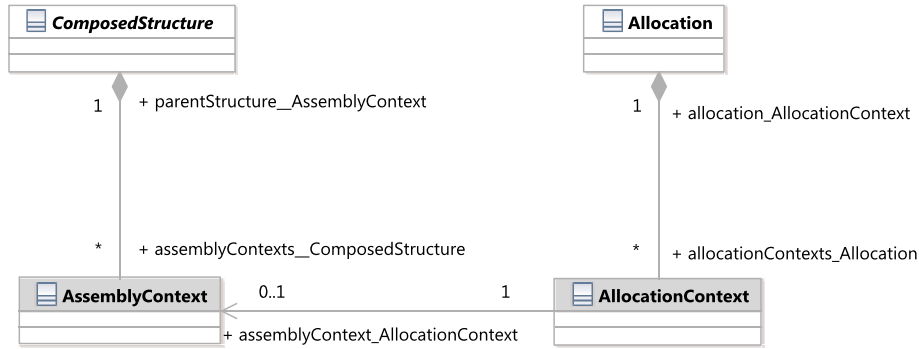 ComposedStructure
Allocation
1
+ parentStructure__AssemblyContext
1
+ allocation_AllocationContext
*
+ assemblyContexts__ComposedStructure
*
+ allocationContexts_Allocation
AssemblyContext
0..1
1
AllocationContext
+ assemblyContext_AllocationContext